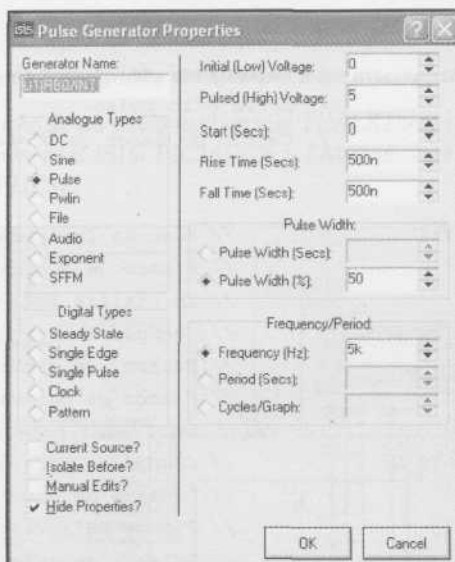 isis Pulse Generator Properties
Generator Name:
Analogue Types
DC
Sine
Pulse
Pwlin
File
Audio
Exponent
SFFM
Digital Types
Steady State
Single Edge
Single Pulse
Clock
Pattern
Current Source?
Isolate Before?
Manual Edits?
Hide Properties?
Initial (Low) Voltage: 0
Pulsed (High) Voltage: 5
Start (Secs): 0
Rise Time (Secs): 500n
Fall Time (Secs): 500n
Pulse Width:
Pulse Width (Secs):
Pulse Width (%): 50
Frequency/Period:
Frequency (Hz): 5k
Period (Secs):
Cycles/Graph:
OK Cancel